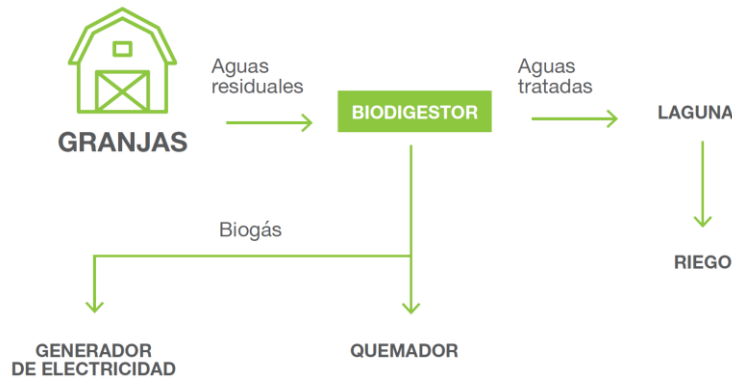 GRANJAS
Aguas
residuales
BIODIGESTOR
Aguas
tratadas
LAGUNA
RIEGO
Biogás
GENERADOR
DE ELECTRICIDAD
QUEMADOR